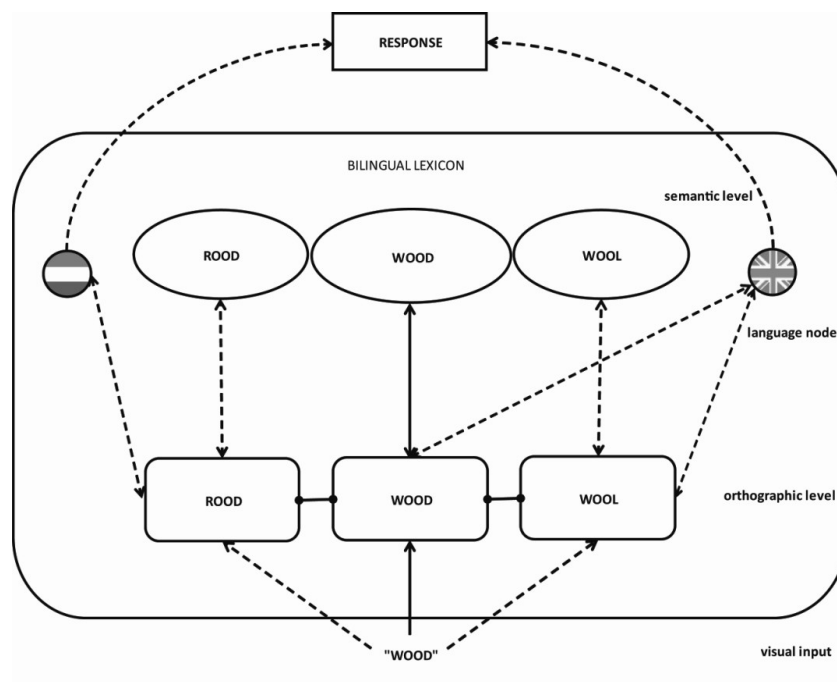 RESPONSE
BILINGUAL LEXICON
semantic level
ROOD
WOOD
WOOL
language node
ROOD
WOOD
WOOL
orthographic level
"WOOD"
visual input